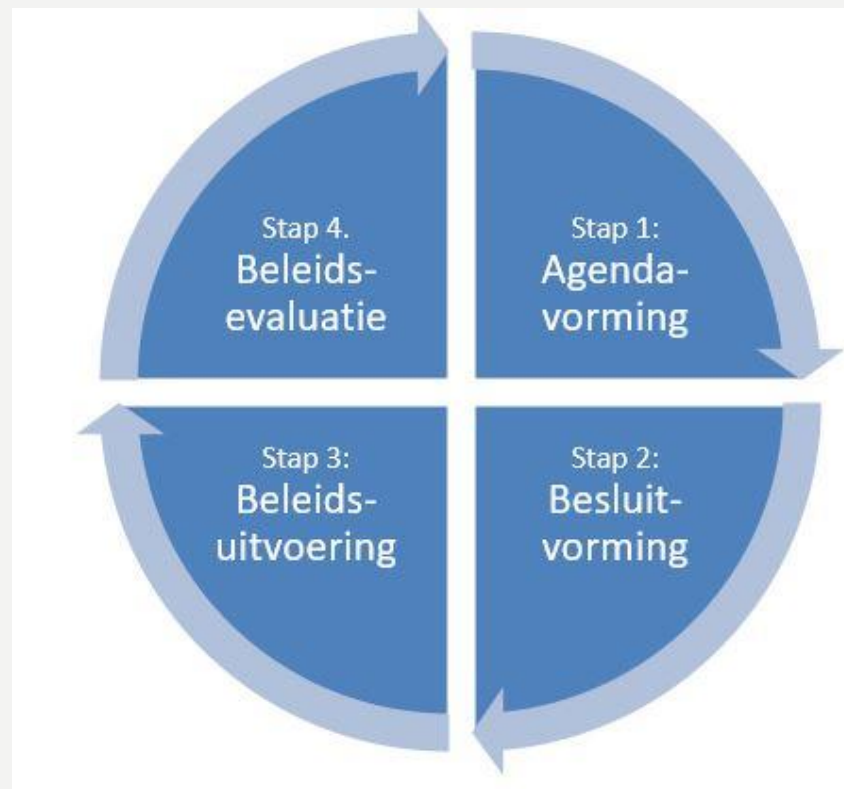 Stap 1:
Agenda-
vorming
Stap 2:
Besluit-
vorming
Stap 3:
Beleids-
uitvoering
Stap 4.
Beleids-
evaluatie